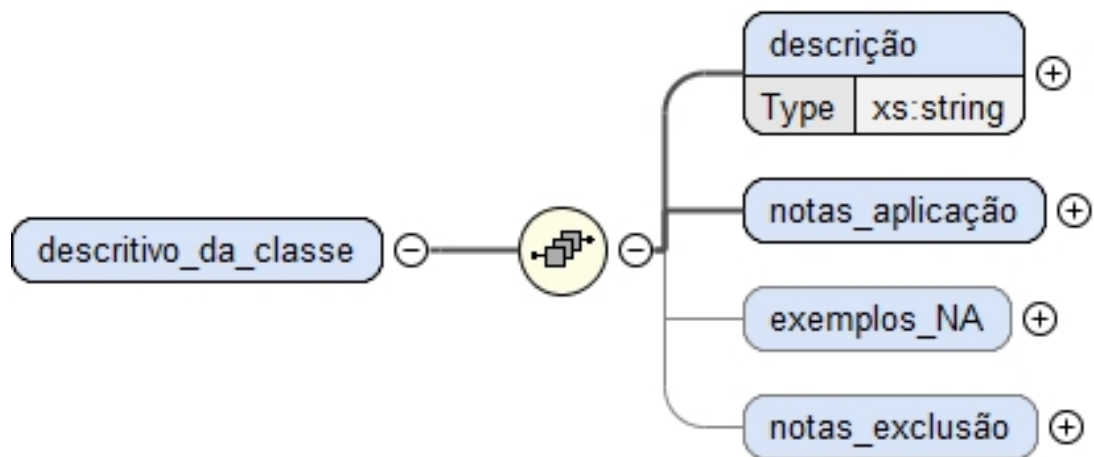 descrição
Type xs:string
descritivo_da_classe
notas_aplicação
exemplos_NA
notas_exclusão